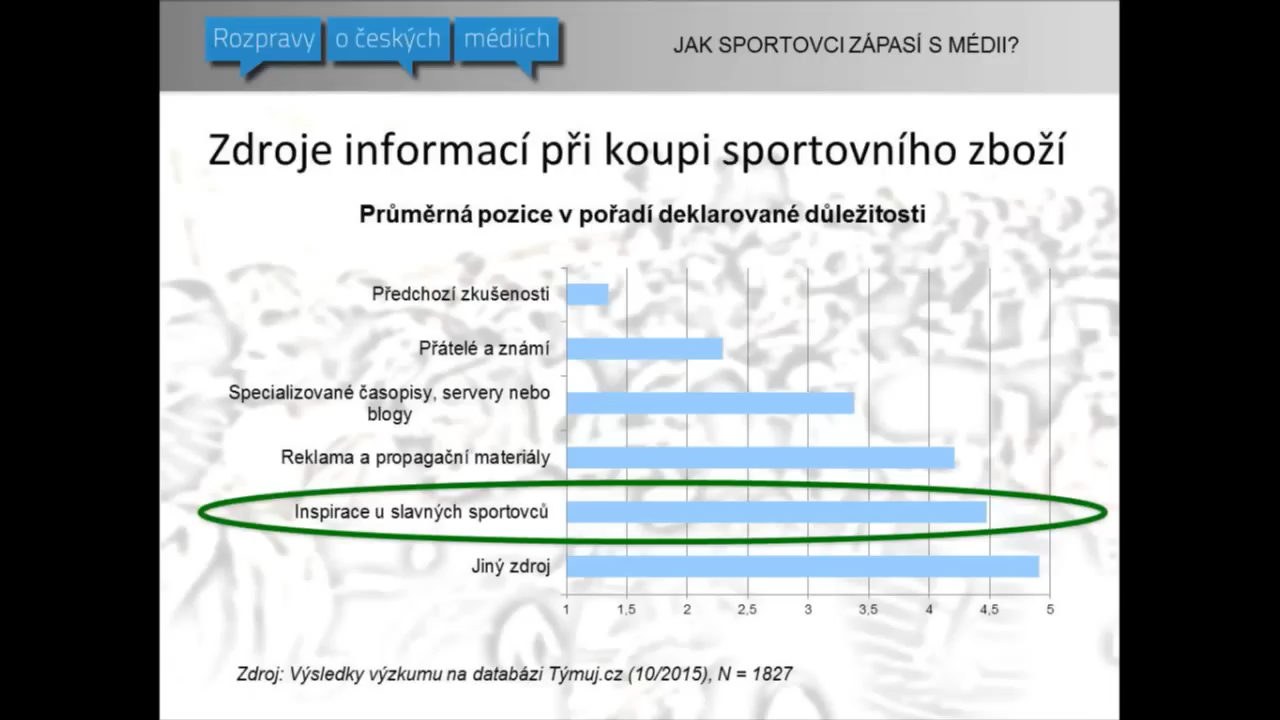 Rozpravy o českých médiích
JAK SPORTOVCI ZÁPASÍ S MÉDII?
Zdroje informací při koupi sportovního zboží
Průměrná pozice v pořadí deklarované důležitosti
Předchozí zkušenosti
Přátelé a známí
Specializované časopisy, servery nebo
blogy
Reklama a propagační materiály
Inspirace u slavných sportovců
Jiný zdroj
1 1,5 2 2,5 3 3,5 4 4,5 5
Zdroj: Výsledky výzkumu na databázi Týmuj.cz (10/2015), N = 1827